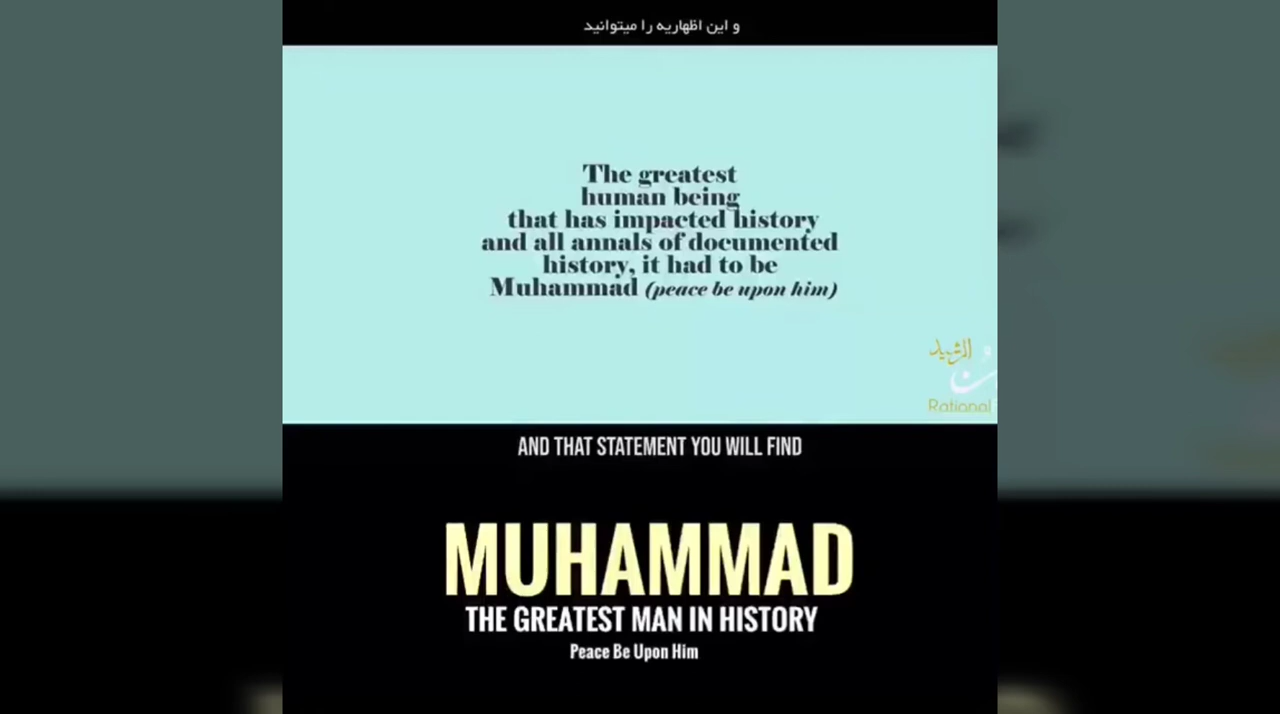 و این اظهاریه را میتوانید
The greatest
human being
that has impacted history
and all annals of documented
history, it had to be
Muhammad (peace be upon him)
الرشيد
Rational
AND THAT STATEMENT YOU WILL FIND
MUHAMMAD
THE GREATEST MAN IN HISTORY
Peace Be Upon Him